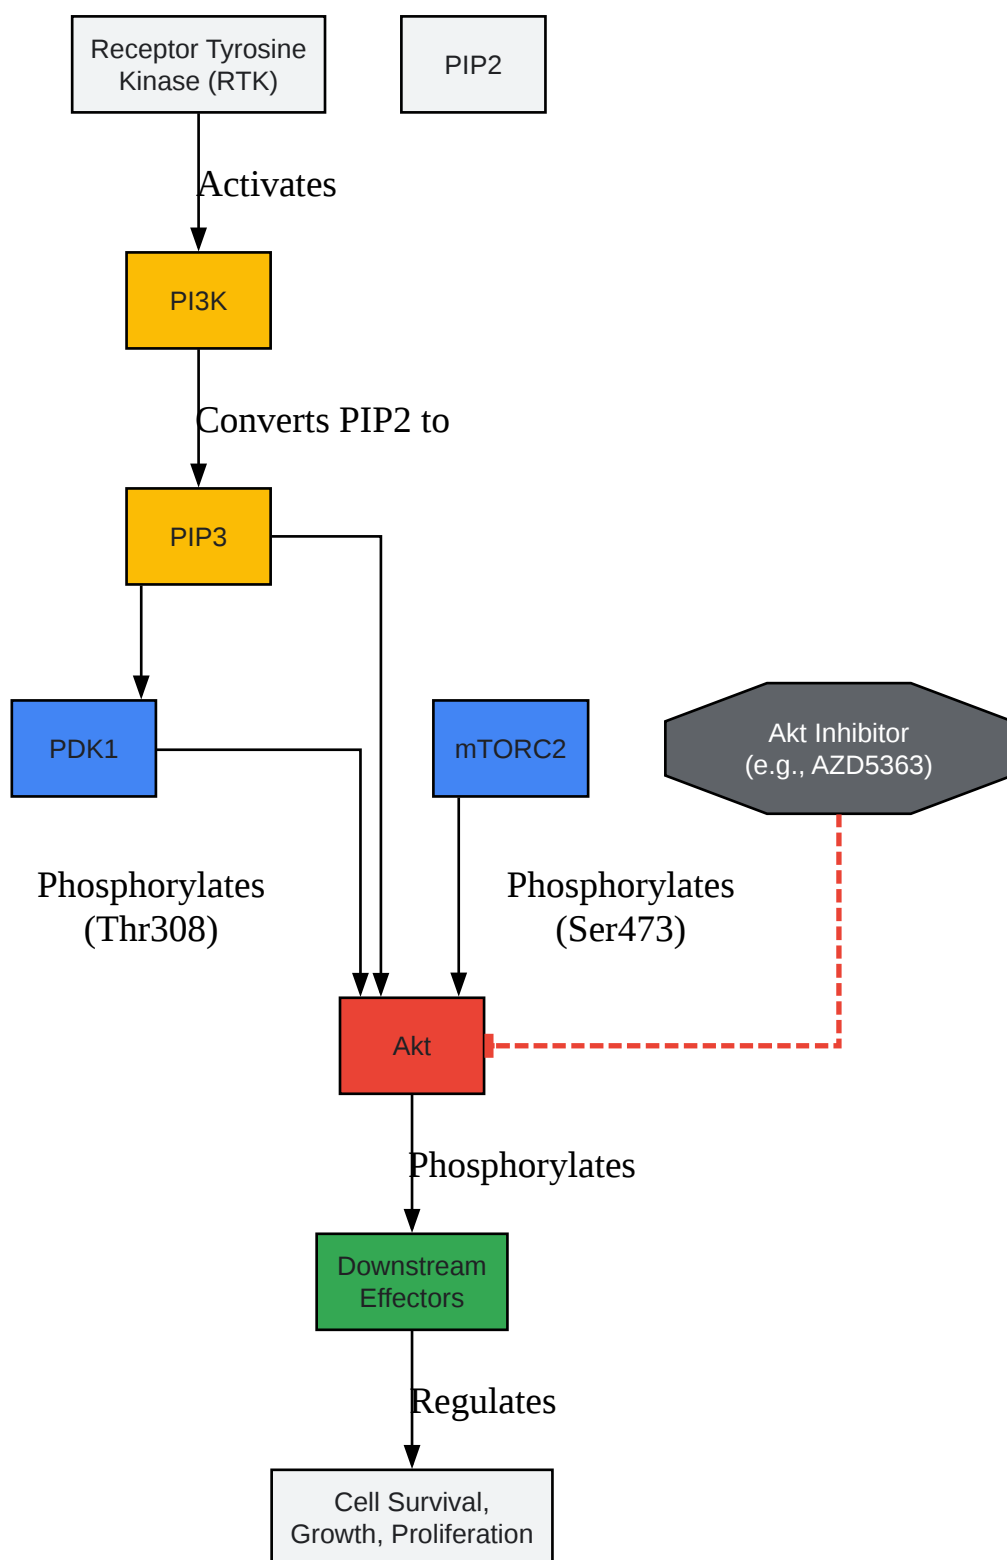 Receptor Tyrosine
Kinase (RTK)
PIP2
Activates
PI3K
Converts PIP2 to
PIP3
PDK1
mTORC2
Akt Inhibitor
(e.g., AZD5363)
Phosphorylates
(Thr308)
Phosphorylates
(Ser473)
Akt
Phosphorylates
Downstream
Effectors
Regulates
Cell Survival,
Growth, Proliferation